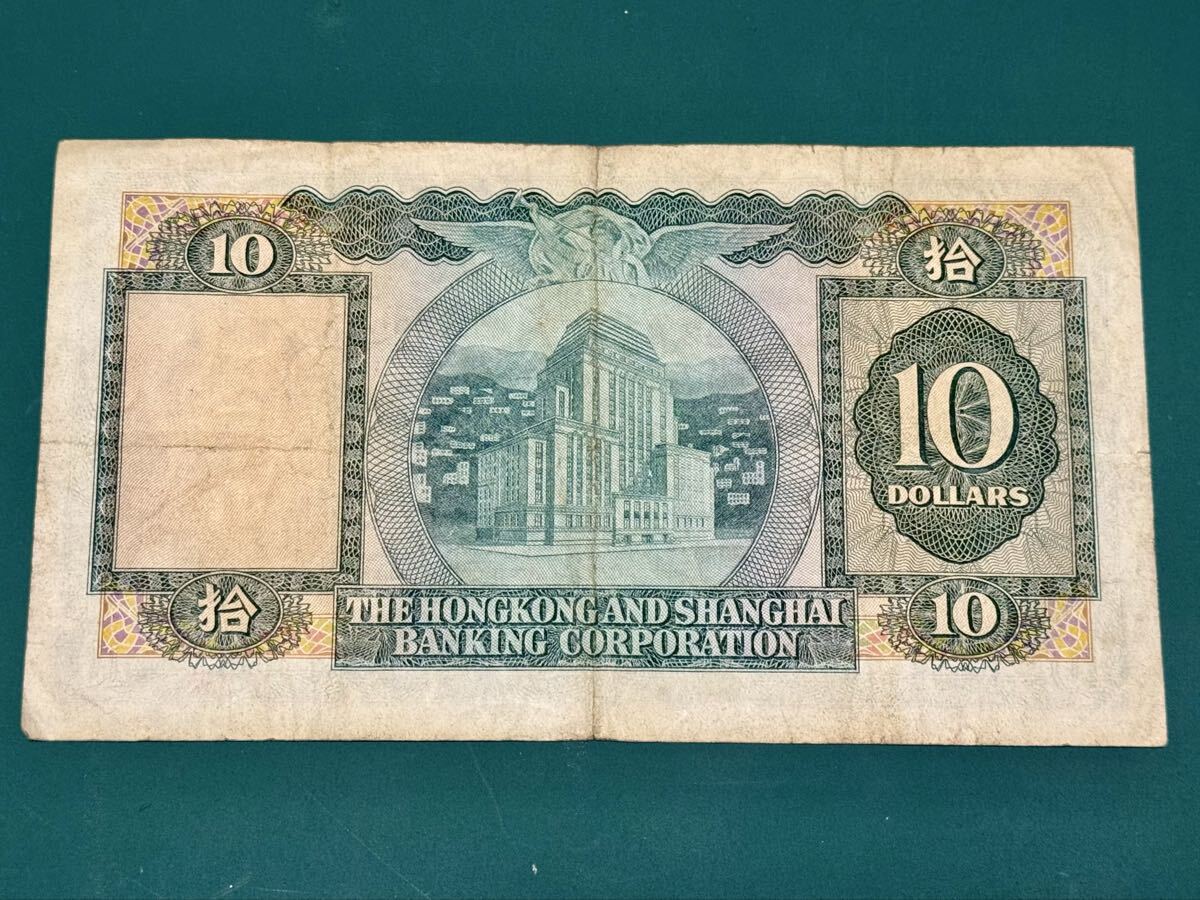 10
拾
10
DOLLARS
拾
10
THE HONGKONG AND SHANGHAI
BANKING CORPORATION